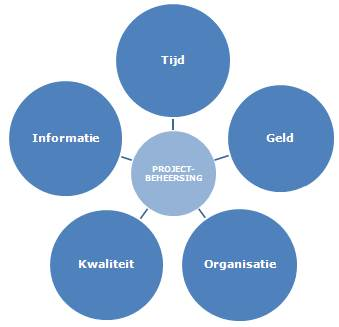 Tijd
Informatie
Geld
PROJECT-
BEHEERSING
Kwaliteit
Organisatie